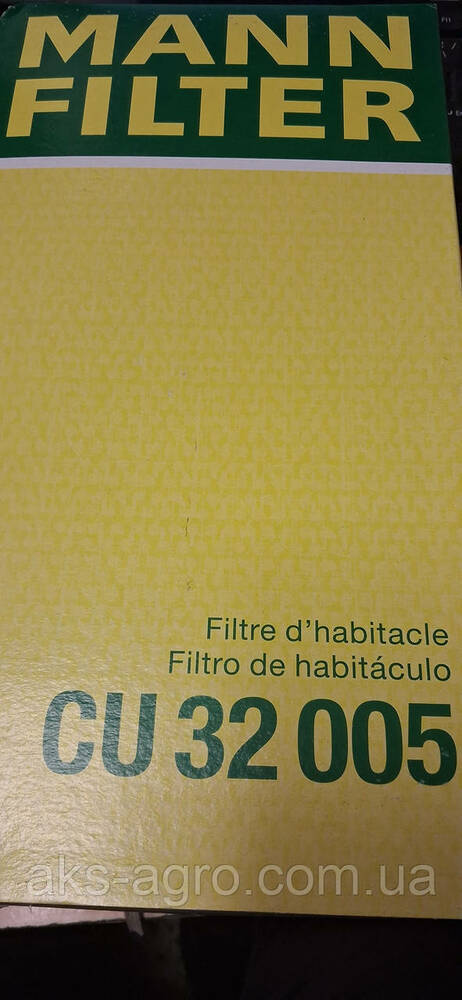 MANN
FILTER
Filtre d'habitacle
Filtro de habitáculo
CU 32 005
aks-agro.com.ua